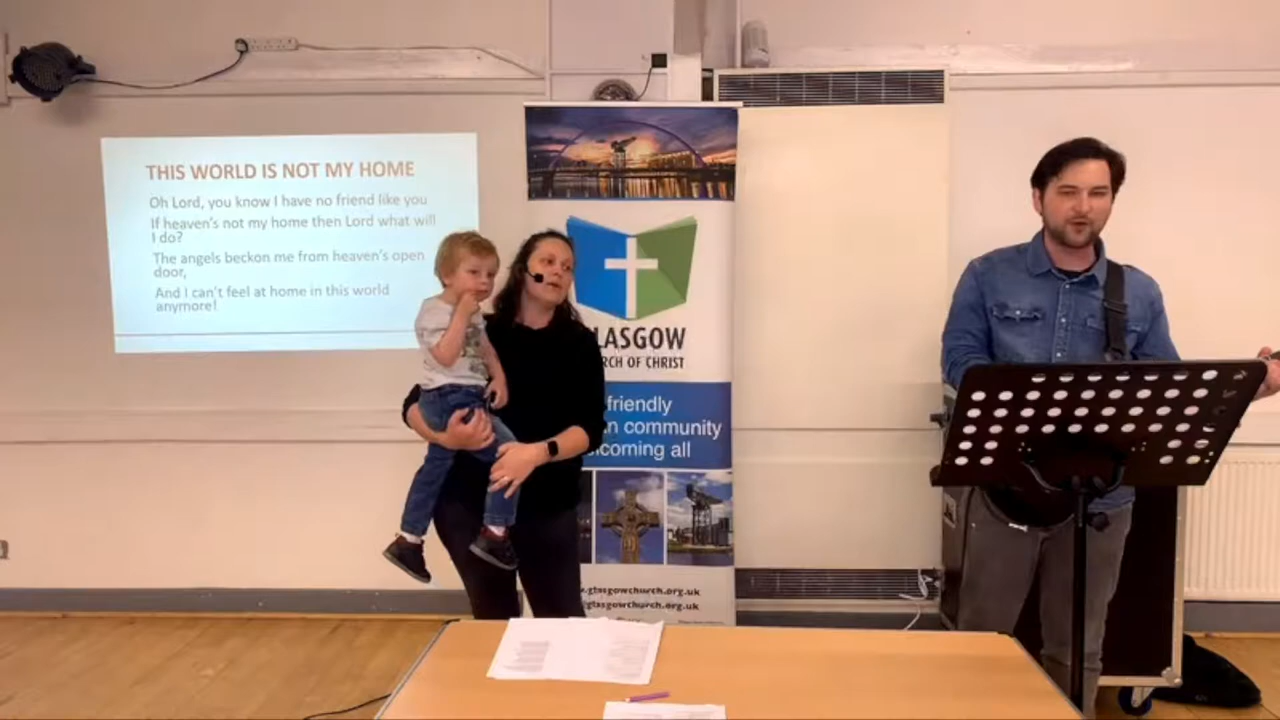 THIS WORLD IS NOT MY HOME
Oh Lord, you know I have no friend like you
If heaven's not my home then Lord what will
I do?
The angels beckon me from heaven's open
door,
And I can't feel at home in this world
anymore!
LASGOW
RCH OF CHRIST
friendly
n community
lcoming all
.glasgowchurch.org.uk
glasgowchurch.org.uk